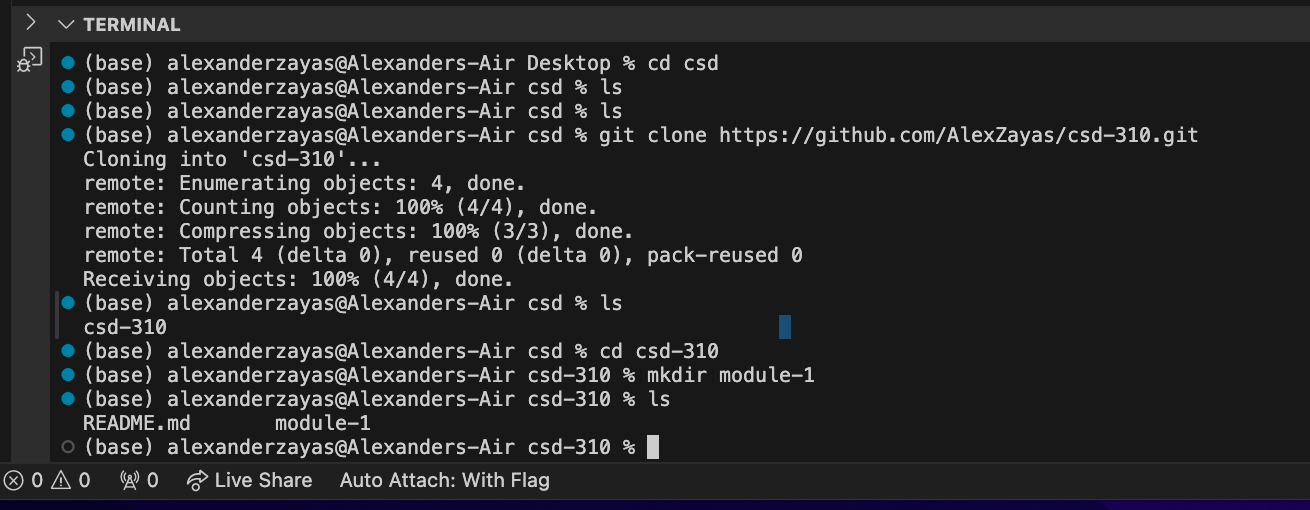 TERMINAL
(base) alexanderzayas@Alexanders-Air Desktop % cd csd
(base) alexanderzayas@Alexanders-Air csd % ls
(base) alexanderzayas@Alexanders-Air csd % ls
(base) alexanderzayas@Alexanders-Air csd % git clone https://github.com/AlexZayas/csd-310.git
Cloning into 'csd-310'...
remote: Enumerating objects: 4, done.
remote: Counting objects: 100% (4/4), done.
remote: Compressing objects: 100% (3/3), done.
remote: Total 4 (delta 0), reused 0 (delta 0), pack-reused 0
Receiving objects: 100% (4/4), done.
(base) alexanderzayas@Alexanders-Air csd % ls
csd-310
(base) alexanderzayas@Alexanders-Air csd % cd csd-310
(base) alexanderzayas@Alexanders-Air csd-310 % mkdir module-1
(base) alexanderzayas@Alexanders-Air csd-310 % ls
README.md module-1
(base) alexanderzayas@Alexanders-Air csd-310 %
0 0 0 Live Share Auto Attach: With Flag